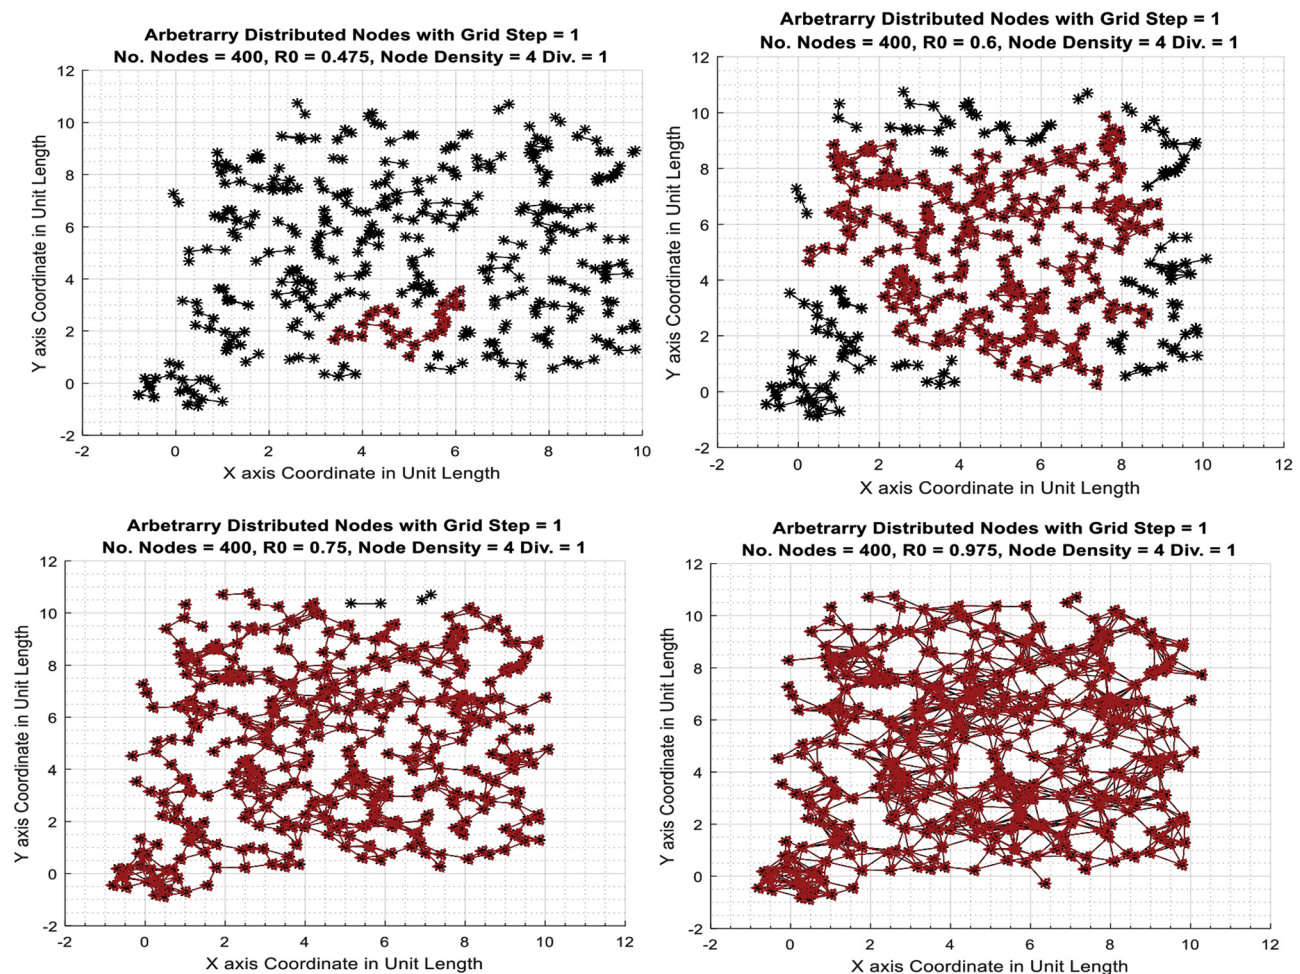 Arbetrarry Distributed Nodes with Grid Step = 1
No. Nodes = 400, R0 = 0.475, Node Density = 4 Div. = 1
12
10
8
6
4
2
0
-2
Y axis Coordinate in Unit Length
-2 0 2 4 6 8 10
X axis Coordinate in Unit Length
Arbetrarry Distributed Nodes with Grid Step = 1
No. Nodes = 400, R0 = 0.6, Node Density = 4 Div. = 1
12
10
8
6
4
2
0
-2
Y axis Coordinate in Unit Length
-2 0 2 4 6 8 10 12
X axis Coordinate in Unit Length
Arbetrarry Distributed Nodes with Grid Step = 1
No. Nodes = 400, R0 = 0.75, Node Density = 4 Div. = 1
12
10
8
6
4
2
0
-2
Y axis Coordinate in Unit Length
-2 0 2 4 6 8 10 12
X axis Coordinate in Unit Length
Arbetrarry Distributed Nodes with Grid Step = 1
No. Nodes = 400, R0 = 0.975, Node Density = 4 Div. = 1
12
10
8
6
4
2
0
-2
Y axis Coordinate in Unit Length
-2 0 2 4 6 8 10 12
X axis Coordinate in Unit Length